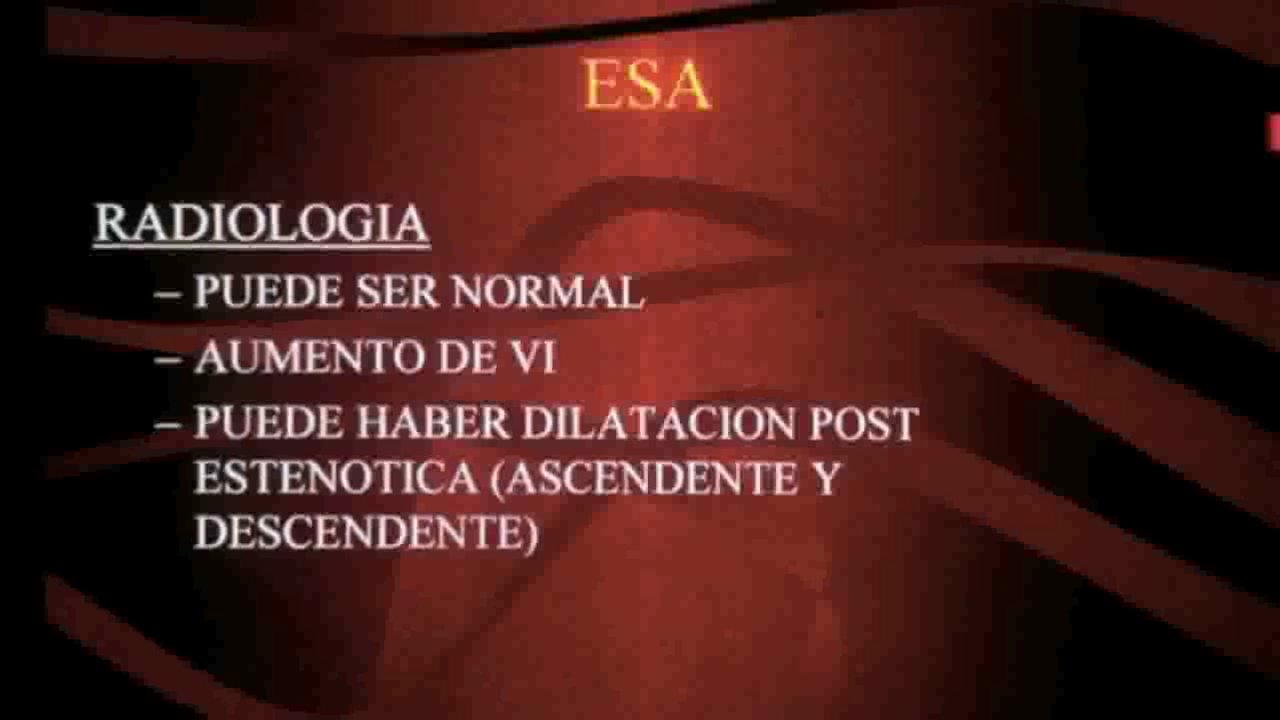 ESA
RADIOLOGIA
– PUEDE SER NORMAL
– AUMENTO DE VI
– PUEDE HABER DILATACION POST
ESTENOTICA (ASCENDENTE Y
DESCENDENTE)